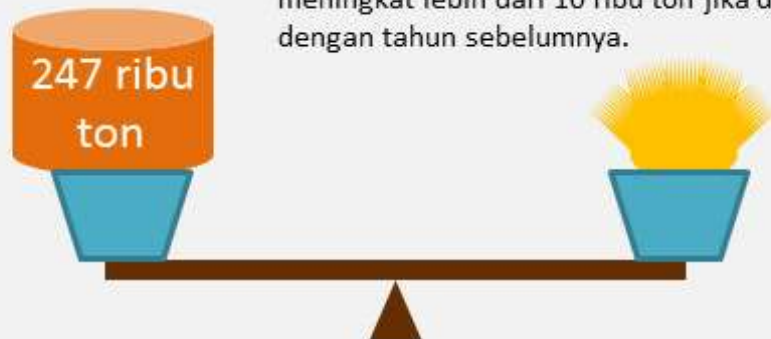 meningkat lebih dari 10 ribu ton jika
dengan tahun sebelumnya.
247 ribu
ton